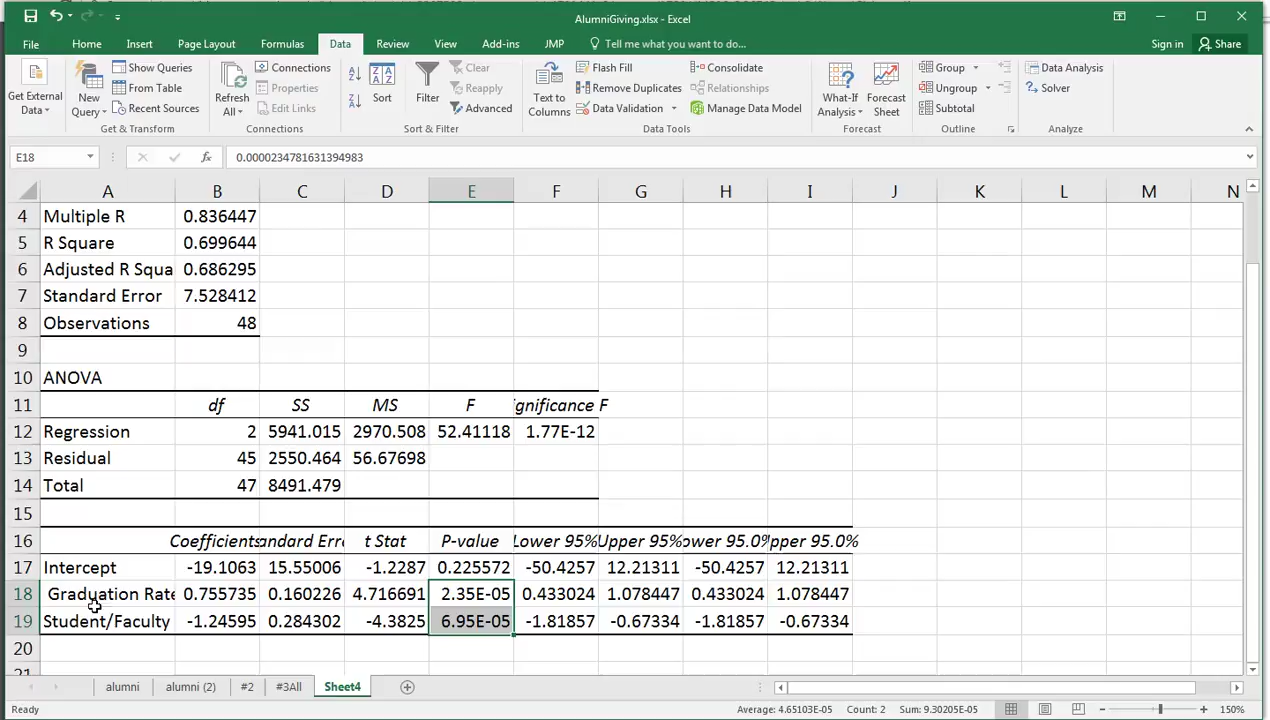 AlumniGiving.xlsx - Excel
File Home Insert Page Layout Formulas Data Review View Add-ins JMP Tell me what you want to do... Sign in Share
Get External Data
New Query
Show Queries
From Table
Recent Sources
Get & Transform
Refresh All
Connections
Properties
Edit Links
Connections
Sort
Filter
Clear
Reapply
Advanced
Sort & Filter
Text to Columns
Flash Fill
Remove Duplicates
Data Validation
Consolidate
Relationships
Manage Data Model
Data Tools
What-If Analysis
Forecast Sheet
Forecast
Group
Ungroup
Subtotal
Outline
Data Analysis
Solver
Analyze
E18 fx 0.0000234781631394983
A B C D E F G H I J K L M N
4 Multiple R 0.836447
5 R Square 0.699644
6 Adjusted R Squa 0.686295
7 Standard Error 7.528412
8 Observations 48
9
10 ANOVA
11 df SS MS F gnificance F
12 Regression 2 5941.015 2970.508 52.41118 1.77E-12
13 Residual 45 2550.464 56.67698
14 Total 47 8491.479
15
16 Coefficients andard Erro t Stat P-value Lower 95% Upper 95% ower 95.0% pper 95.0%
17 Intercept -19.1063 15.55006 -1.2287 0.225572 -50.4257 12.21311 -50.4257 12.21311
18 Graduation Rate 0.755735 0.160226 4.716691 2.35E-05 0.433024 1.078447 0.433024 1.078447
19 Student/Faculty -1.24595 0.284302 -4.3825 6.95E-05 -1.81857 -0.67334 -1.81857 -0.67334
20
21
alumni alumni (2) #2 #3All Sheet4
Ready Average: 4.65103E-05 Count: 2 Sum: 9.30205E-05 150%